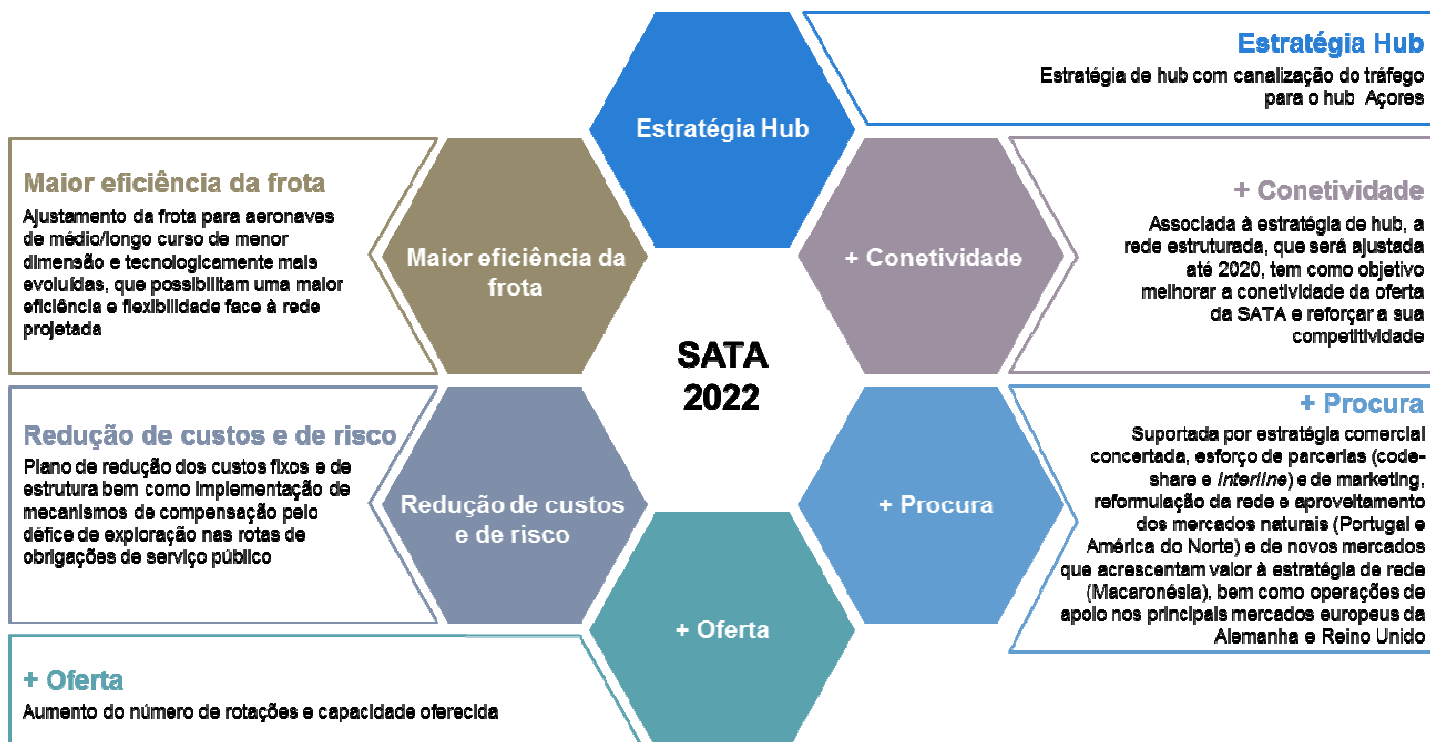 Estratégia Hub
Estratégia de hub com canalização do tráfego
para o hub Açores
Estratégia Hub
Maior eficiência da frota
Ajustamento da frota para aeronaves
de médio/longo curso de menor
dimensão e tecnologicamente mais
evoluídas, que possibilitam uma maior
eficiência e flexibilidade face à rede
projetada
Maior eficiência da
frota
+ Conetividade
+ Conetividade
Associada à estratégia de hub, a
rede estruturada, que será ajustada
até 2020, tem como objetivo
melhorar a conetividade da oferta
da SATA e reforçar a sua
competitividade
SATA
2022
Redução de custos e de risco
Plano de redução dos custos fixos e de
estrutura bem como implementação de
mecanismos de compensação pelo
défice de exploração nas rotas de
obrigações de serviço público
Redução de custos
e de risco
+ Procura
+ Procura
Suportada por estratégia comercial
concertada, esforço de parcerias (code-
share e interline) e de marketing,
reformulação da rede e aproveitamento
dos mercados naturais (Portugal e
América do Norte) e de novos mercados
que acrescentam valor à estratégia de rede
(Macaronésia), bem como operações de
apoio nos principais mercados europeus da
Alemanha e Reino Unido
+ Oferta
+ Oferta
Aumento do número de rotações e capacidade oferecida